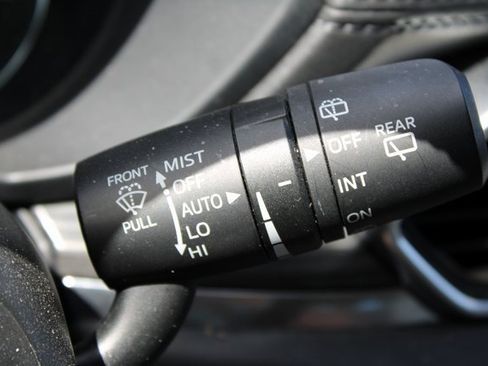 FRONT
MIST
OFF
PULL
AUTO
LO
HI
OFF
REAR
INT
ON